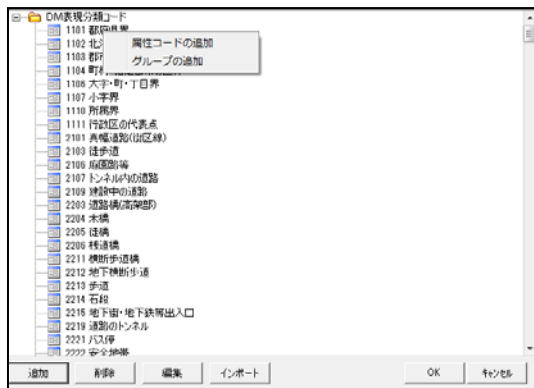 DM表現分類コード
1101 都府県界
1102 北
属性コードの追加
1103 郡
グループの追加
1104 町村
1106 大字・町・丁目界
1107 小字界
1110 所属界
1111 行政区の代表点
2101 真幅道路(街区線)
2103 徒歩道
2106 庭園路等
2107 トンネル内の道路
2109 建設中の道路
2203 道路橋(高架部)
2204 木橋
2205 徒橋
2206 桟道橋
2211 横断歩道橋
2212 地下横断歩道
2213 歩道
2214 石段
2215 地下街・地下鉄等出入口
2219 道路のトンネル
2221 バス停
2222 安全地帯
追加 削除 編集 インポート OK キャンセル